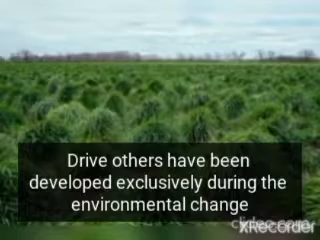 Drive others have been
developed exclusively during the
environmental change
XRecorder